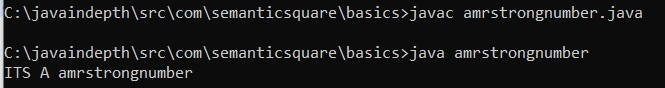 C:\javaindepth\src\com\semanticsquare\basics>javac amrstrongnumber.java
C:\javaindepth\src\com\semanticsquare\basics>java amrstrongnumber
ITS A amrstrongnumber